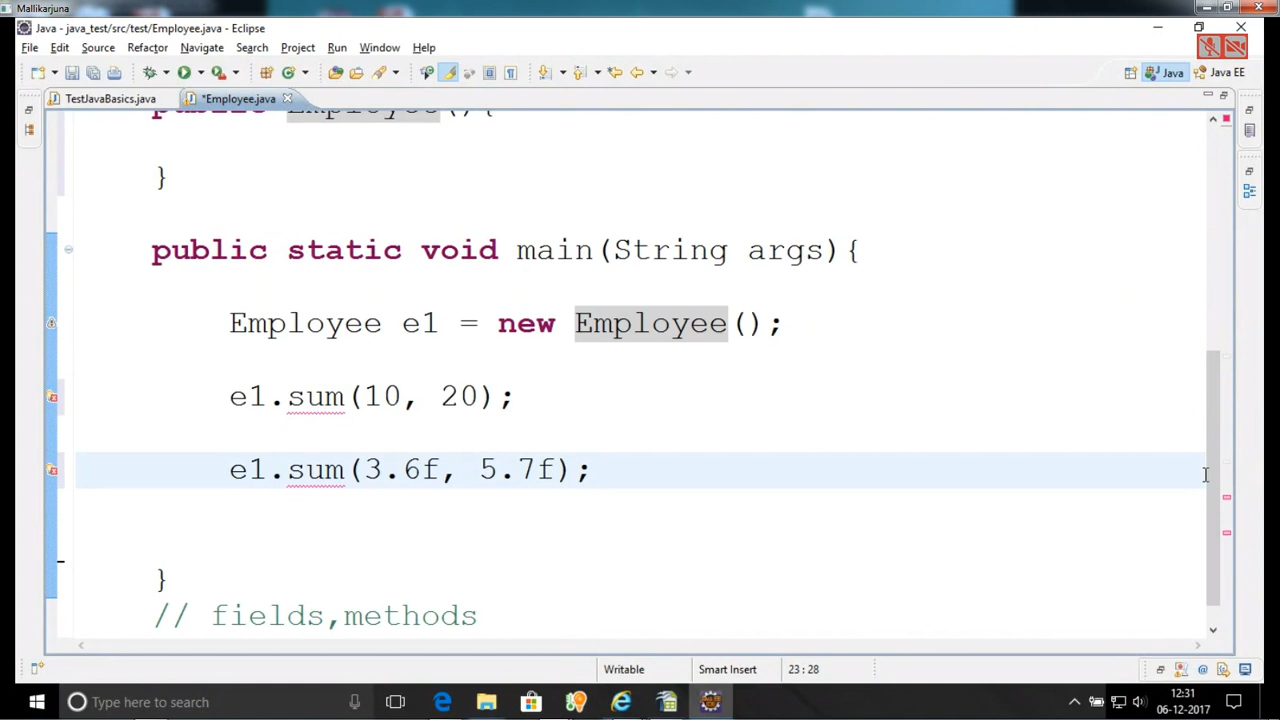 Mallikarjuna
Java - java_test/src/test/Employee.java - Eclipse
File Edit Source Refactor Navigate Search Project Run Window Help
Java Java EE
TestJavaBasics.java *Employee.java
public Employee(){
}
public static void main(String args){
Employee e1 = new Employee();
e1.sum(10, 20);
e1.sum(3.6f, 5.7f);
}
// fields,methods
Writable Smart Insert 23 : 28
Type here to search
12:31
06-12-2017